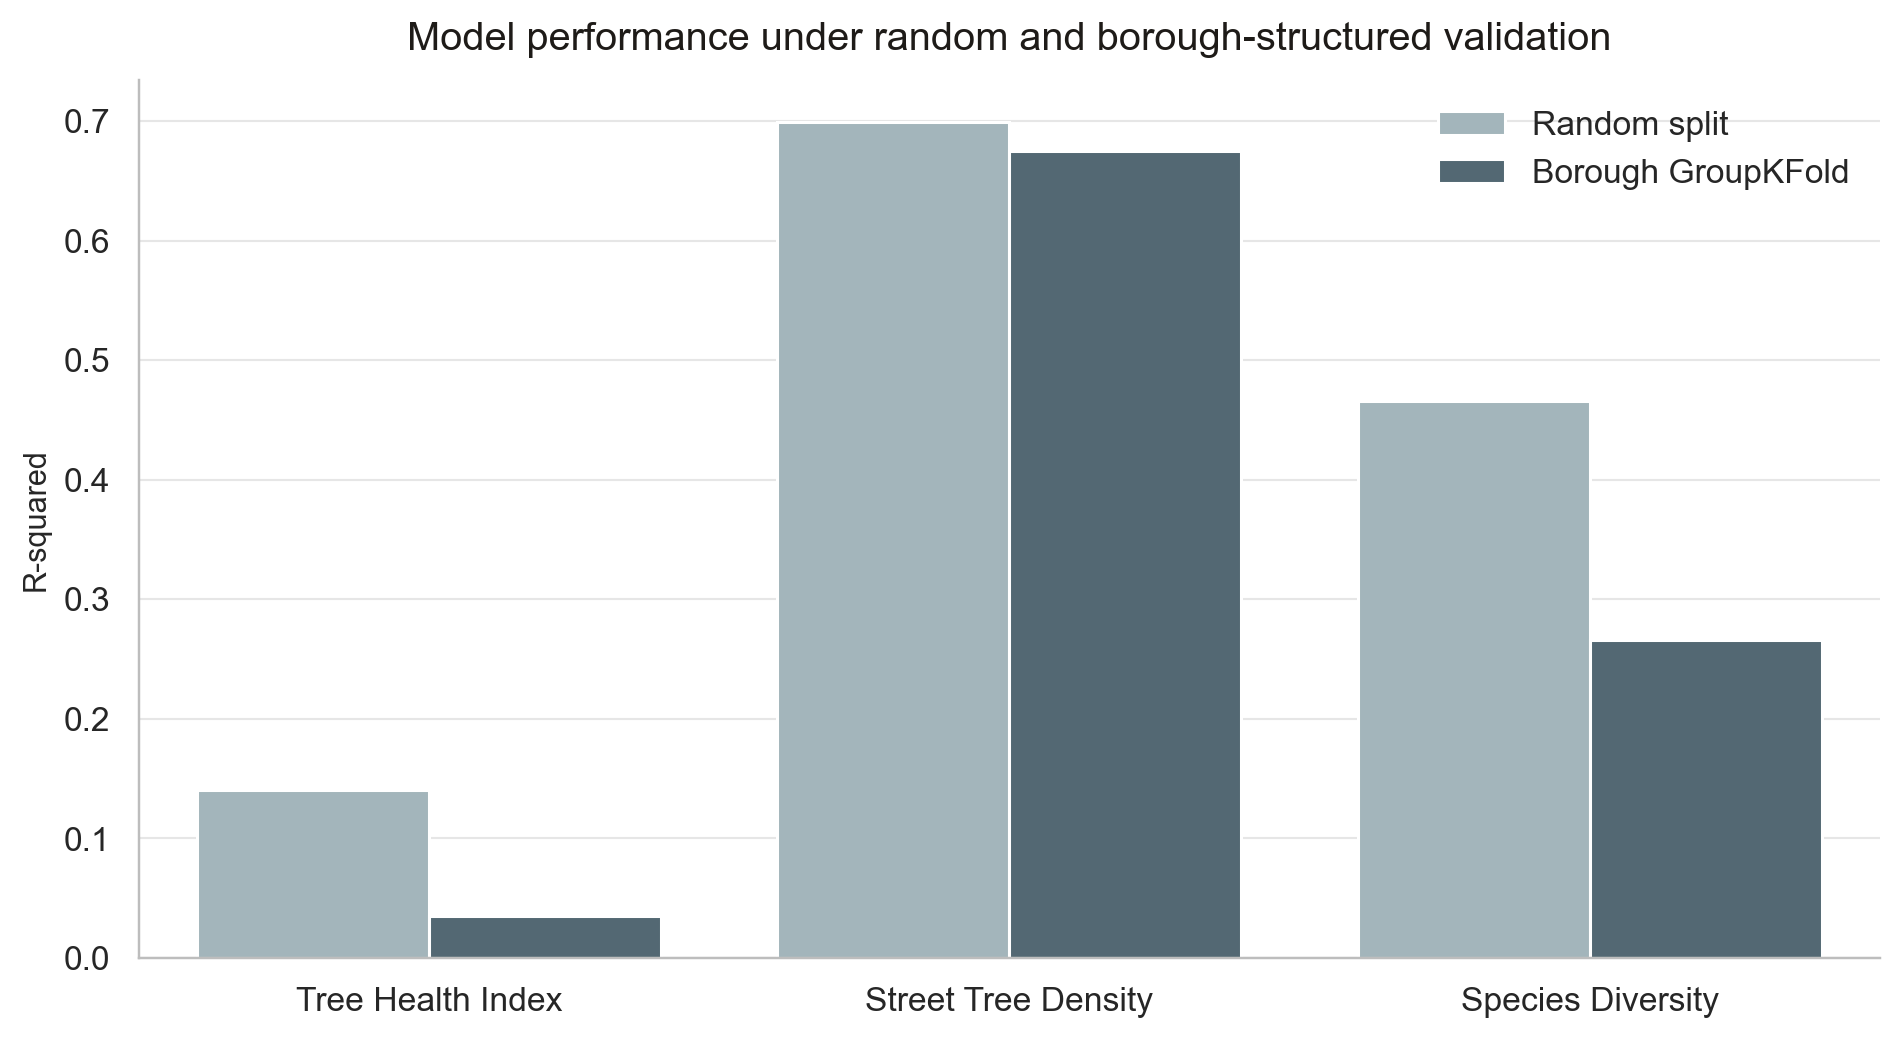 Model performance under random and borough-structured validation
Random split
Borough GroupKFold
R-squared
0.7
0.6
0.5
0.4
0.3
0.2
0.1
0.0
Tree Health Index
Street Tree Density
Species Diversity